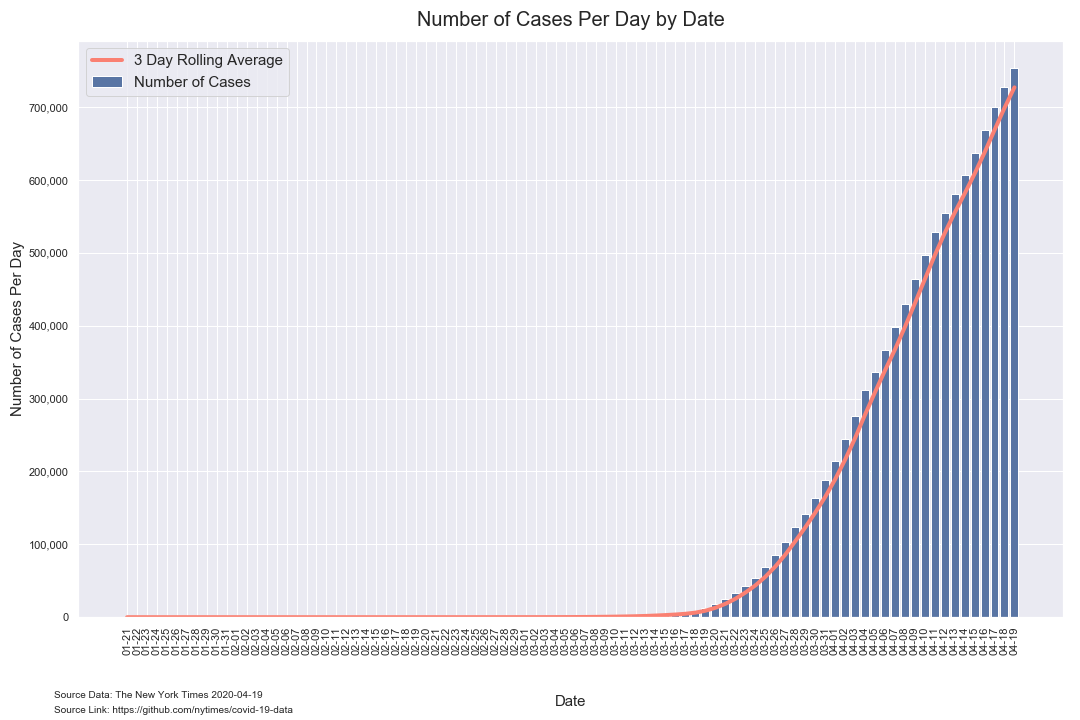 Number of Cases Per Day by Date
3 Day Rolling Average
Number of Cases
Number of Cases Per Day
700,000
600,000
500,000
400,000
300,000
200,000
100,000
0
01-21 01-22 01-23 01-24 01-25 01-26 01-27 01-28 01-29 01-30 01-31 02-01 02-02 02-03 02-04 02-05 02-06 02-07 02-08 02-09 02-10 02-11 02-12 02-13 02-14 02-15 02-16 02-17 02-18 02-19 02-20 02-21 02-22 02-23 02-24 02-25 02-26 02-27 02-28 02-29 03-01 03-02 03-03 03-04 03-05 03-06 03-07 03-08 03-09 03-10 03-11 03-12 03-13 03-14 03-15 03-16 03-17 03-18 03-19 03-20 03-21 03-22 03-23 03-24 03-25 03-26 03-27 03-28 03-29 03-30 03-31 04-01 04-02 04-03 04-04 04-05 04-06 04-07 04-08 04-09 04-10 04-11 04-12 04-13 04-14 04-15 04-16 04-17 04-18 04-19
Date
Source Data: The New York Times 2020-04-19
Source Link: https://github.com/nytimes/covid-19-data